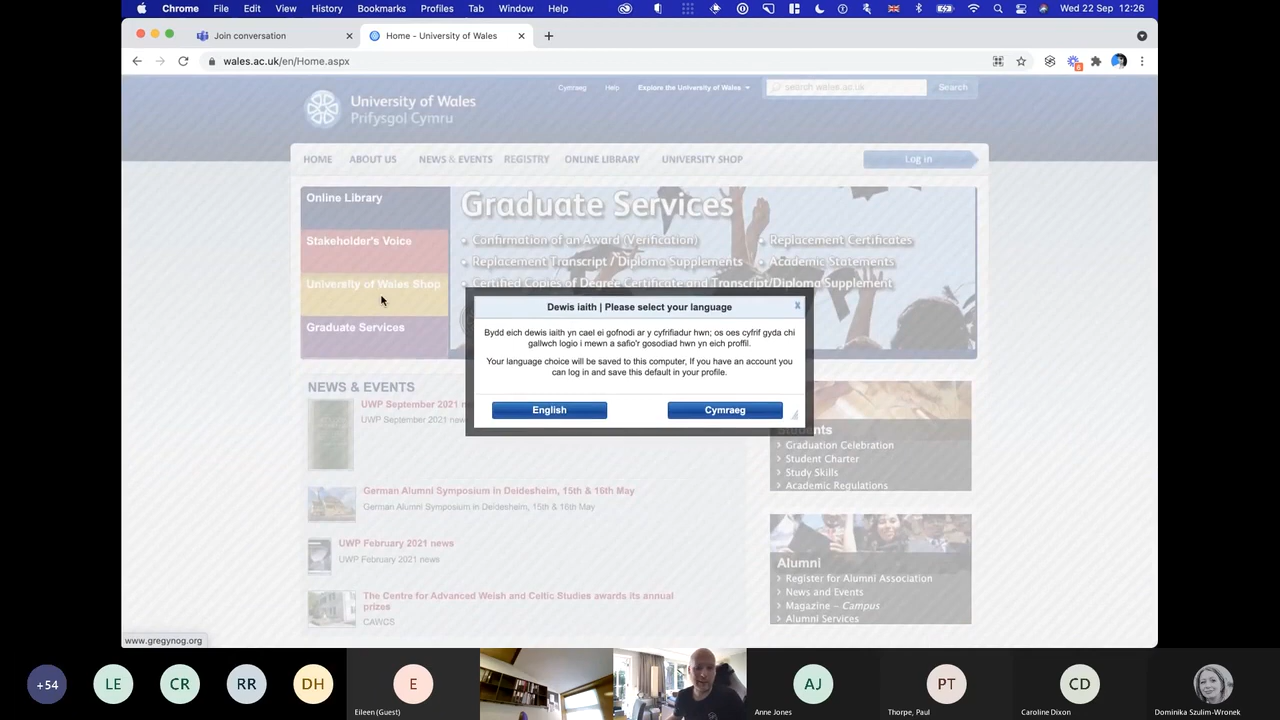 Chrome File Edit View History Bookmarks Profiles Tab Window Help Wed 22 Sep 12:26
Join conversation
Home - University of Wales
wales.ac.uk/en/Home.aspx
8
University of Wales
Prifysgol Cymru
Cymraeg Help Explore the University of Wales search wales.ac.uk Search
HOME ABOUT US NEWS & EVENTS REGISTRY ONLINE LIBRARY UNIVERSITY SHOP Log in
Online Library
Stakeholder's Voice
University of Wales Shop
Graduate Services
Graduate Services
• Confirmation of an Award (Verification)
• Replacement Certificates
• Replacement Transcript / Diploma Supplements
• Academic Statements
• Certified Copies of Degree Certificate and Transcript/Diploma Supplement
Dewis iaith | Please select your language
x
Bydd eich dewis iaith yn cael ei gofnodi ar y cyfrifiadur hwn; os oes cyfrif gyda chi
gallwch logio i mewn a safio'r gosodiad hwn yn eich proffil.
Your language choice will be saved to this computer, If you have an account you
can log in and save this default in your profile.
English
Cymraeg
NEWS & EVENTS
UWP September 2021 n
UWP September 2021 news
German Alumni Symposium in Deidesheim, 15th & 16th May
German Alumni Symposium in Deidesheim, 15th & 16th May
UWP February 2021 news
UWP February 2021 news
The Centre for Advanced Welsh and Celtic Studies awards its annual
prizes
CAWCS
Students
Graduation Celebration
Student Charter
Study Skills
Academic Regulations
Alumni
Register for Alumni Association
News and Events
Magazine – Campus
Alumni Services
www.gregynog.org
+54
LE
CR
RR
DH
E
Eileen (Guest)
AJ
Anne Jones
PT
Thorpe, Paul
CD
Caroline Dixon
Dominika Szulim-Wronek